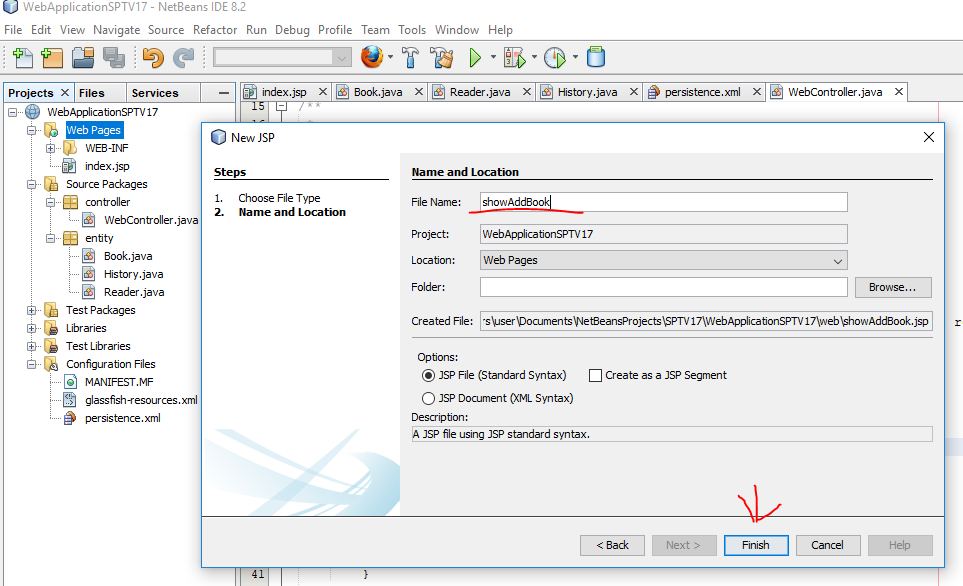 WebApplicationSPTV17 - NetBeans IDE 8.2
File Edit View Navigate Source Refactor Run Debug Profile Team Tools Window Help
Projects Files Services
index.jsp Book.java Reader.java History.java persistence.xml WebController.java
15 /**
WebApplicationSPTV17
Web Pages
WEB-INF
index.jsp
Source Packages
controller
WebController.java
entity
Book.java
History.java
Reader.java
Test Packages
Libraries
Test Libraries
Configuration Files
MANIFEST.MF
glassfish-resources.xml
persistence.xml
New JSP
Steps
1. Choose File Type
2. Name and Location
Name and Location
File Name: showAddBook
Project: WebApplicationSPTV17
Location: Web Pages
Folder: Browse...
Created File: 's\user\Documents\NetBeansProjects\SPTV17\WebApplicationSPTV17\web\showAddBook.jsp
r
Options:
JSP File (Standard Syntax) Create as a JSP Segment
JSP Document (XML Syntax)
Description:
A JSP file using JSP standard syntax.
< Back Next > Finish Cancel Help
41 }